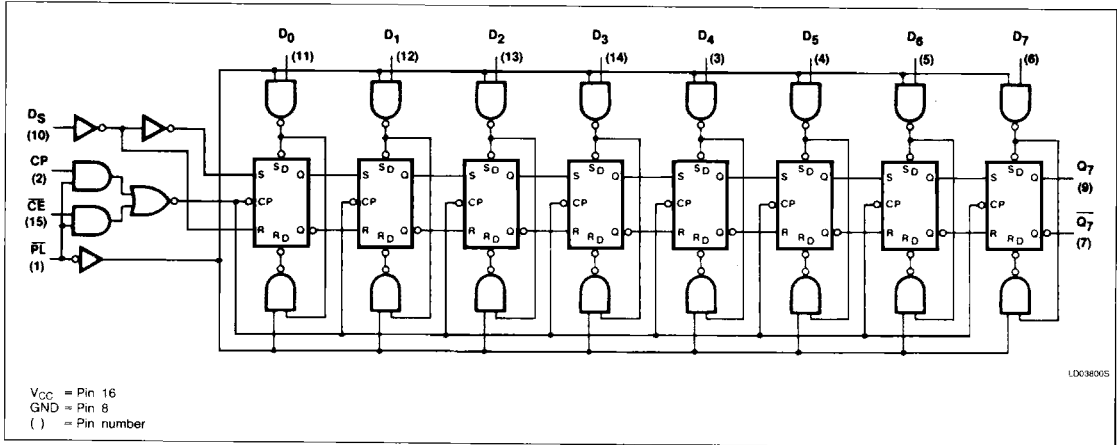 D0 D1 D2 D3 D4 D5 D6 D7
(11) (12) (13) (14) (3) (4) (5) (6)
DS
(10)
CP
(2)
CE
(15)
PL
(1)
SD SD SD SD SD SD SD SD
S Q S Q S Q S Q S Q S Q S Q S Q
CP CP CP CP CP CP CP CP
R Q R Q R Q R Q R Q R Q R Q R Q
RD RD RD RD RD RD RD RD
Q7
(9)
Q7
(7)
LD03800S
VCC = Pin 16
GND = Pin 8
( ) = Pin number